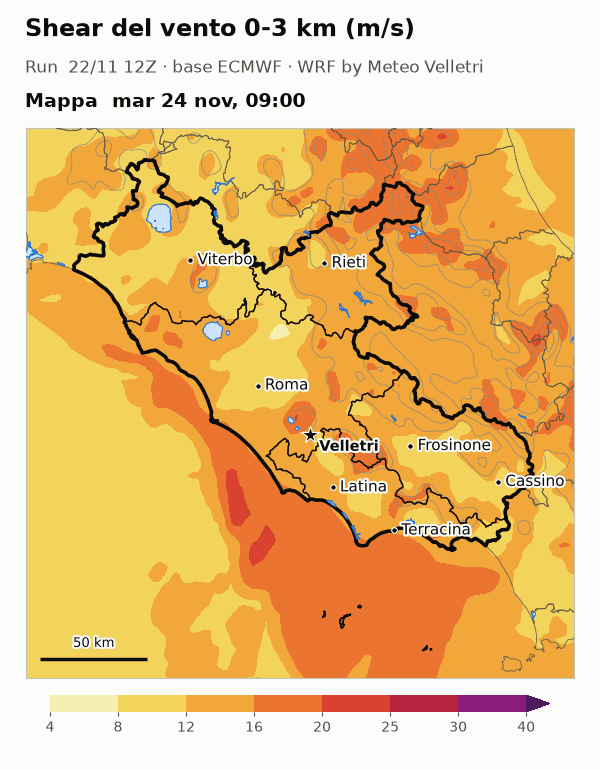 Shear del vento 0-3 km (m/s)
Run  22/11 12Z · base ECMWF · WRF by Meteo Velletri
Mappa  mar 24 nov, 09:00
Viterbo
Rieti
Roma
Velletri
Frosinone
Latina
Cassino
Terracina
50 km
4 8 12 16 20 25 30 40